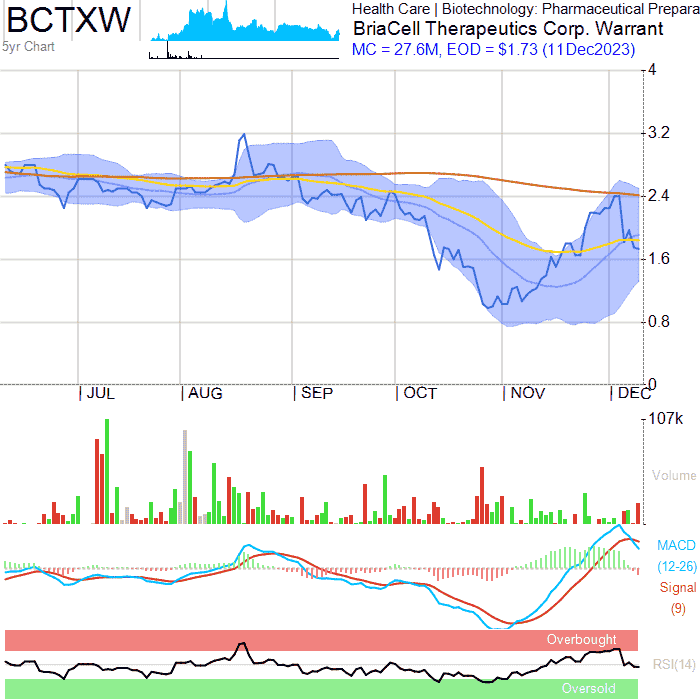 BCTXW
5yr Chart
Health Care | Biotechnology: Pharmaceutical Prepara
BriaCell Therapeutics Corp. Warrant
MC = 27.6M, EOD = $1.73 (11Dec2023)
4
3.2
2.4
1.6
0.8
0
JUL
AUG
SEP
OCT
NOV
DEC
107k
Volume
MACD
(12-26)
Signal
(9)
Overbought
RSI(14)
Oversold